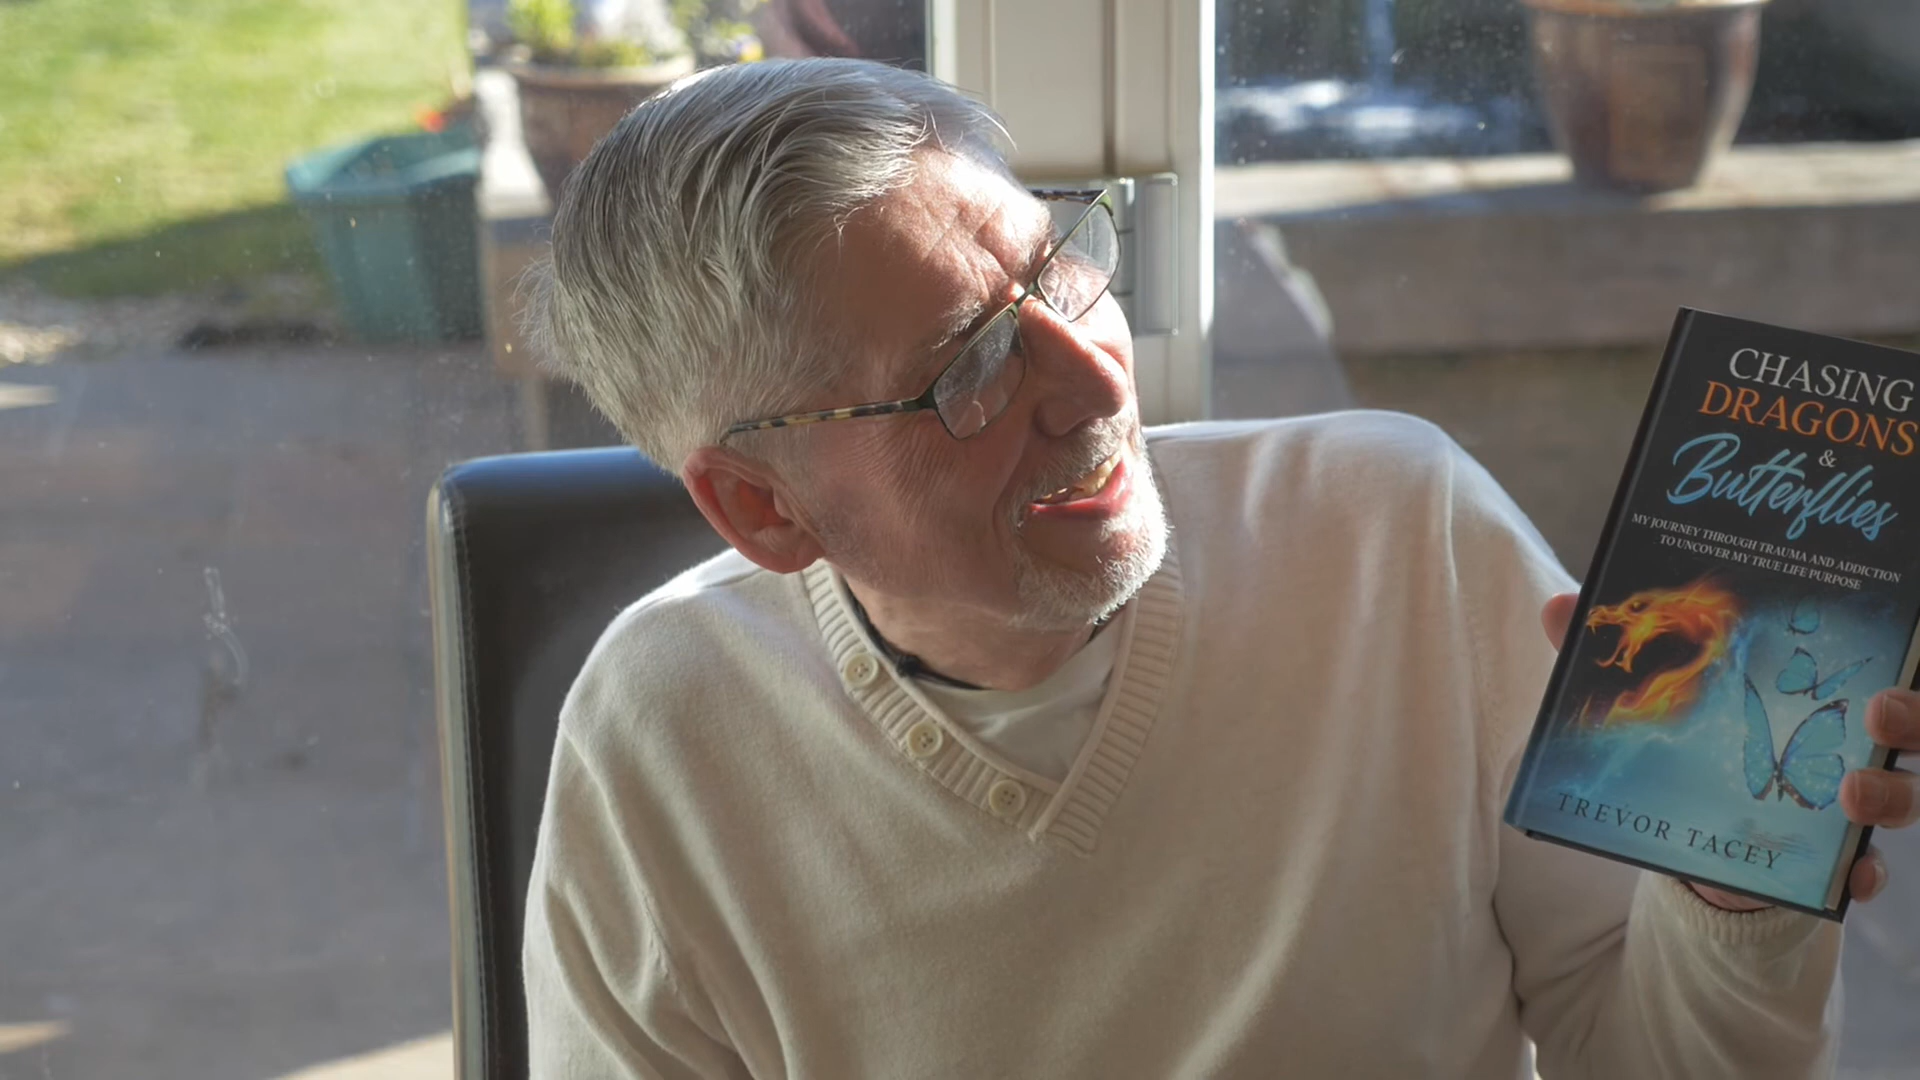 CHASING
DRAGONS
&
Butterflies
MY JOURNEY THROUGH TRAUMA AND ADDICTION
TO UNCOVER MY TRUE LIFE PURPOSE
TREVOR TACEY